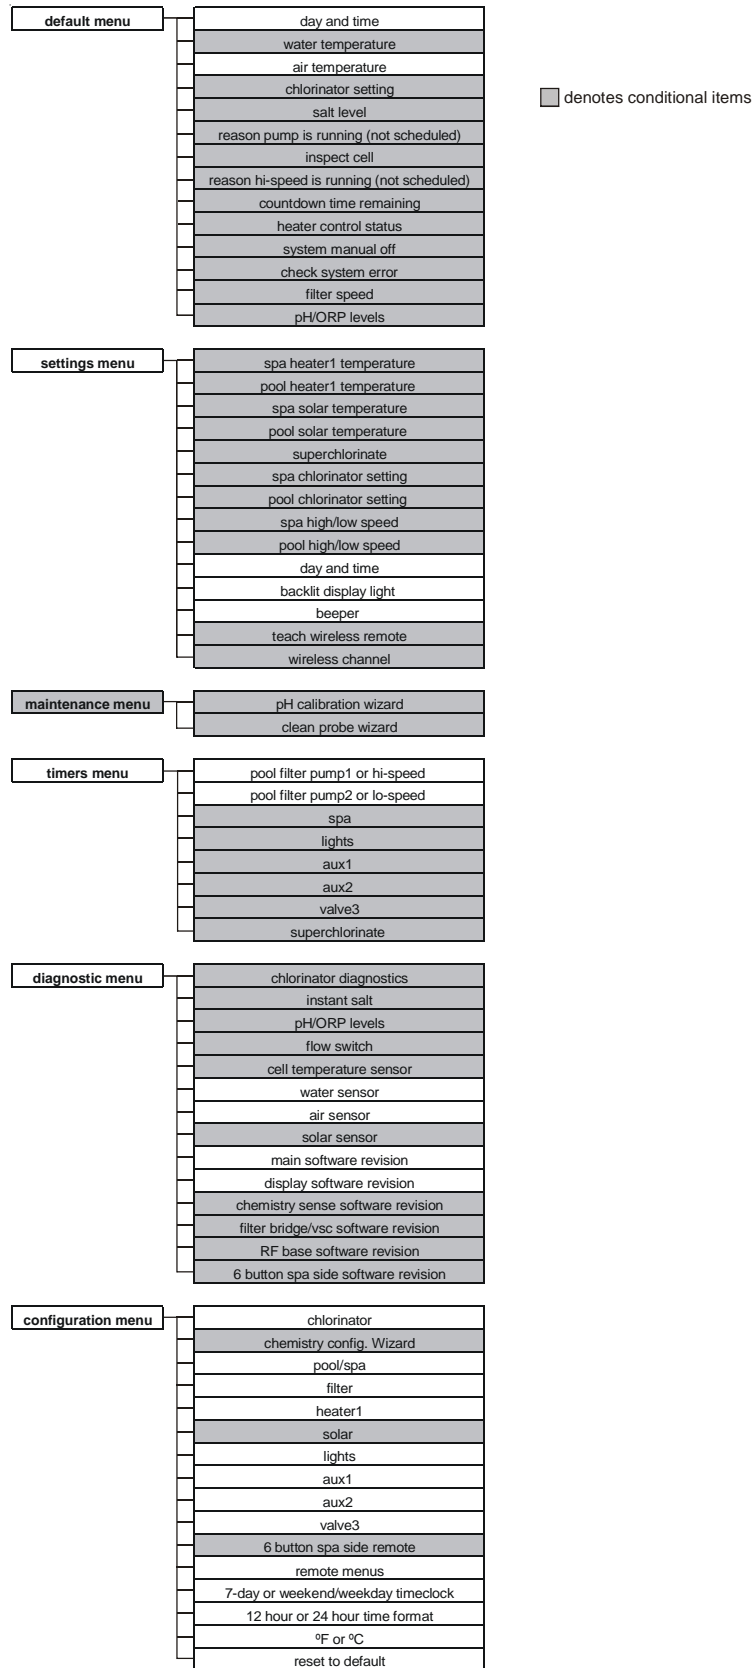 default menu
day and time
water temperature
air temperature
chlorinator setting
denotes conditional items
salt level
reason pump is running (not scheduled)
inspect cell
reason hi-speed is running (not scheduled)
countdown time remaining
heater control status
system manual off
check system error
filter speed
pH/ORP levels
settings menu
spa heater1 temperature
pool heater1 temperature
spa solar temperature
pool solar temperature
superchlorinate
spa chlorinator setting
pool chlorinator setting
spa high/low speed
pool high/low speed
day and time
backlit display light
beeper
teach wireless remote
wireless channel
maintenance menu
pH calibration wizard
clean probe wizard
timers menu
pool filter pump1 or hi-speed
pool filter pump2 or lo-speed
spa
lights
aux1
aux2
valve3
superchlorinate
diagnostic menu
chlorinator diagnostics
instant salt
pH/ORP levels
flow switch
cell temperature sensor
water sensor
air sensor
solar sensor
main software revision
display software revision
chemistry sense software revision
filter bridge/vsc software revision
RF base software revision
6 button spa side software revision
configuration menu
chlorinator
chemistry config. Wizard
pool/spa
filter
heater1
solar
lights
aux1
aux2
valve3
6 button spa side remote
remote menus
7-day or weekend/weekday timeclock
12 hour or 24 hour time format
ºF or ºC
reset to default